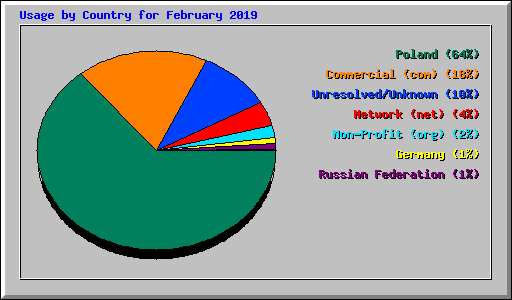 Usage by Country for February 2019
Poland (64%)
Commercial (com) (18%)
Unresolved/Unknown (10%)
Network (net) (4%)
Non-Profit (org) (2%)
Germany (1%)
Russian Federation (1%)